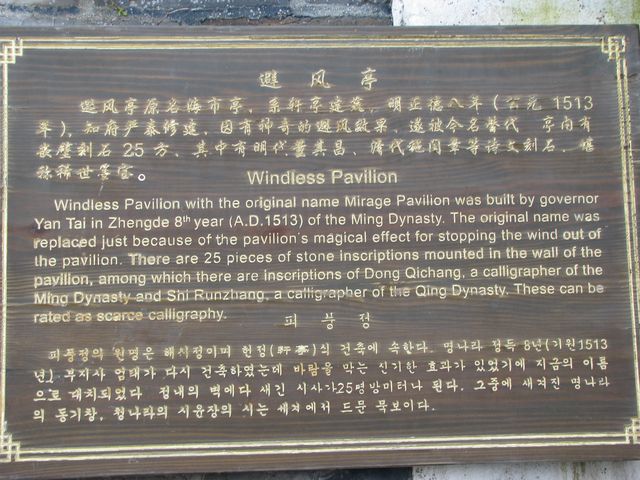 避风亭
避风亭原名海市亭，系轩亭建筑。明正德八年（公元 1513
年），知府严泰修建，因有神奇的避风效果，遂被今名替代。亭内有
嵌壁刻石 25 方，其中有明代董其昌、清代施闰章等诗文刻石，堪
称稀世墨宝。
Windless Pavilion
Windless Pavilion with the original name Mirage Pavilion was built by governor
Yan Tai in Zhengde 8th year (A.D.1513) of the Ming Dynasty. The original name was
replaced just because of the pavilion's magical effect for stopping the wind out of
the pavilion. There are 25 pieces of stone inscriptions mounted in the wall of the
pavilion, among which there are inscriptions of Dong Qichang, a calligrapher of the
Ming Dynasty and Shi Runzhang, a calligrapher of the Qing Dynasty. These can be
rated as scarce calligraphy.
피풍정
피풍정의 원명은 해시정이며 헌정(轩亭)식 건축에 속한다. 명나라 정덕 8년(기원1513
년) 부지사 엄태가 다시 건축하였는데 바람을 막는 신기한 효과가 있었기에 지금의 이름
으로 대치되었다 정내의 벽에다 새긴 시사가25명방미터나 된다. 그중에 세겨진 명나라
의 동기창, 청나라의 시윤장의 시는 세계에서 드문 묵보이다.